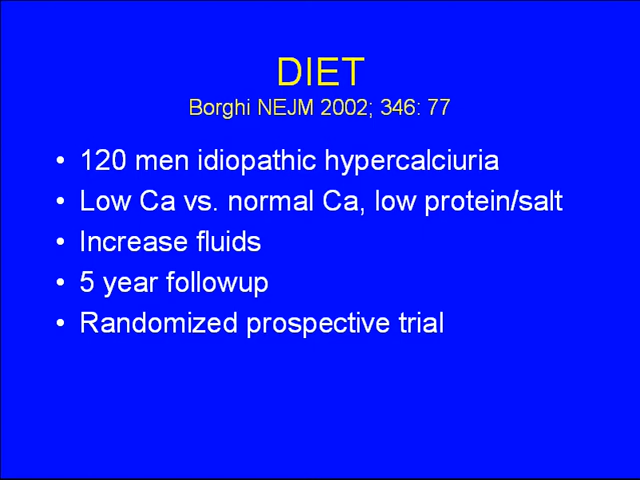 DIET
Borghi NEJM 2002; 346: 77
• 120 men idiopathic hypercalciuria
• Low Ca vs. normal Ca, low protein/salt
• Increase fluids
• 5 year followup
• Randomized prospective trial